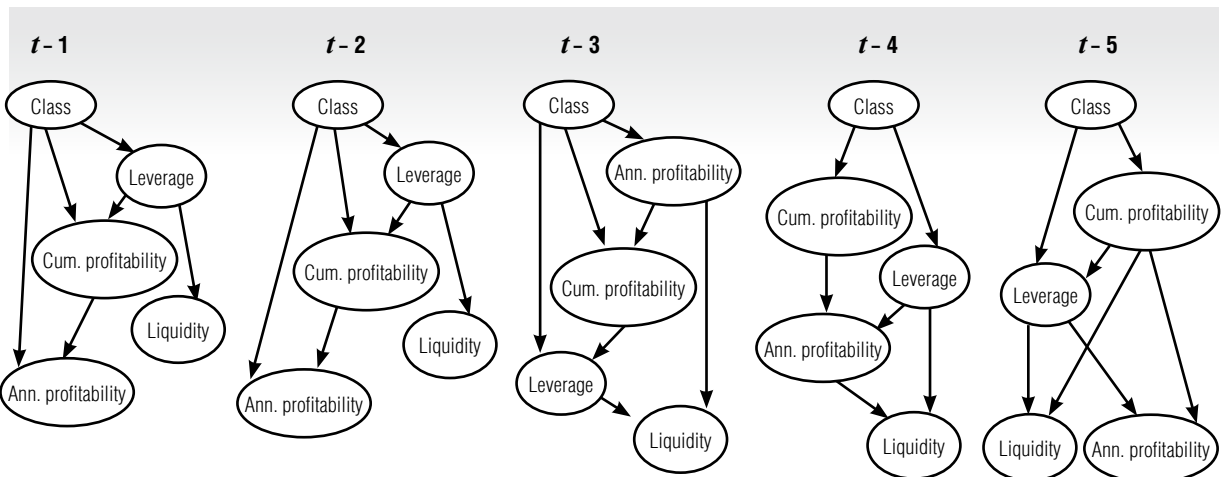 t – 1
Class
Leverage
Cum. profitability
Liquidity
Ann. profitability
t – 2
Class
Leverage
Cum. profitability
Liquidity
Ann. profitability
t – 3
Class
Ann. profitability
Cum. profitability
Leverage
Liquidity
t – 4
Class
Cum. profitability
Leverage
Ann. profitability
Liquidity
t – 5
Class
Cum. profitability
Leverage
Liquidity
Ann. profitability